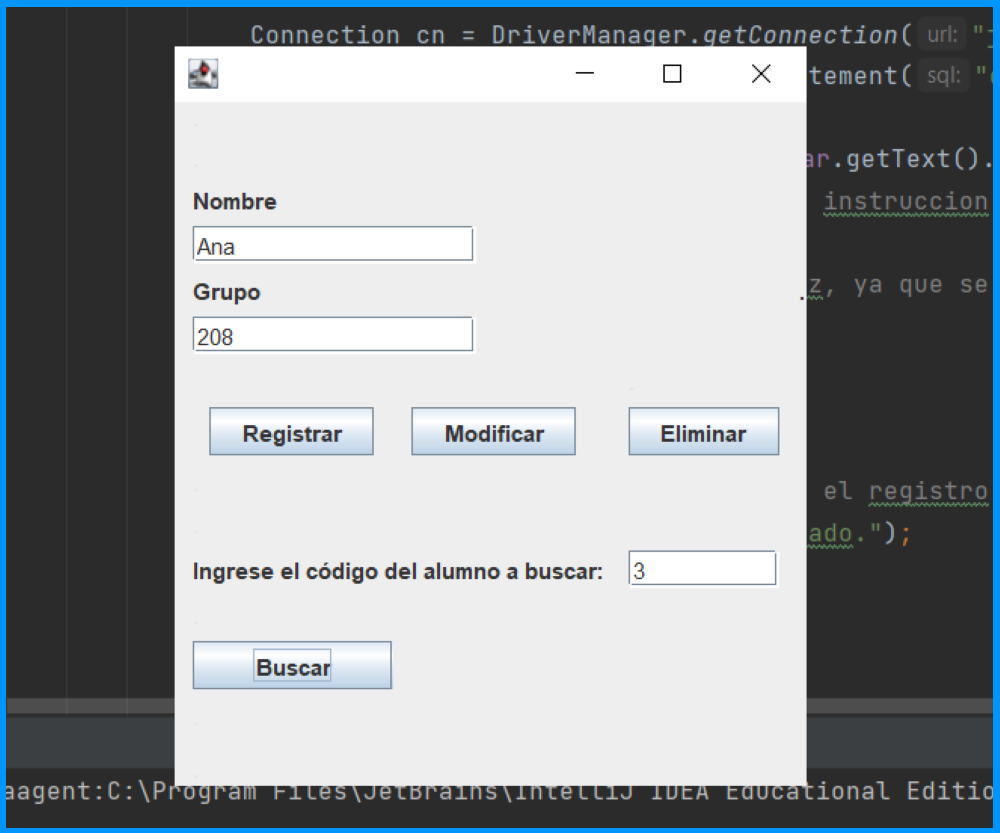 Connection cn = DriverManager.getConnection( url:
tement( sql:
ar.getText().
Nombre
instruccion
Ana
Grupo
z, ya que se
208
Registrar Modificar Eliminar
el registro
ado.");
Ingrese el código del alumno a buscar: 3
Buscar
aagent:C:\Program Files\JetBrains\IntelliJ IDEA Educational Editio